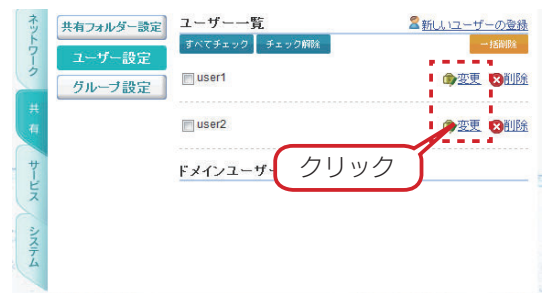 ネットワーク
共有
サービス
システム
共有フォルダー設定
ユーザー設定
グループ設定
ユーザー一覧
新しいユーザーの登録
すべてチェック チェック解除 一括削除
user1 変更 削除
user2 変更 削除
ドメインユーザー
クリック